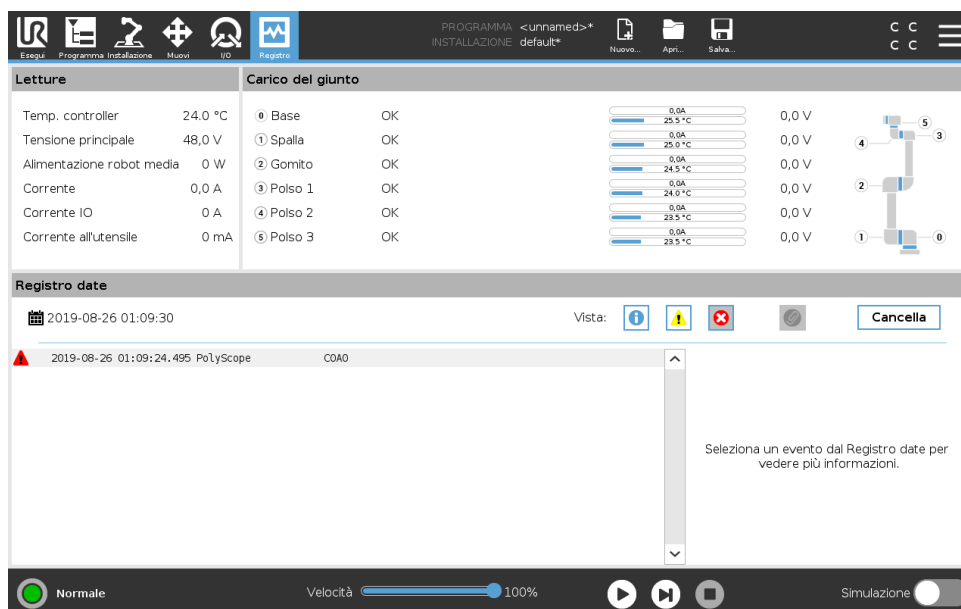 PROGRAMMA <unnamed>*
INSTALLAZIONE default*
Esegui Programma Installazione Muovi I/O Registro
Nuovo... Apri... Salva...
C C
C C
Letture
Temp. controller 24.0 °C
Tensione principale 48,0 V
Alimentazione robot media 0 W
Corrente 0,0 A
Corrente IO 0 A
Corrente all'utensile 0 mA
Carico del giunto
0 Base OK 0,0A 25.5 °C 0,0 V
1 Spalla OK 0,0A 25.0 °C 0,0 V
2 Gomito OK 0,0A 24.5 °C 0,0 V
3 Polso 1 OK 0,0A 24.0 °C 0,0 V
4 Polso 2 OK 0,0A 23.5 °C 0,0 V
5 Polso 3 OK 0,0A 23.5 °C 0,0 V
5
3
4
2
1 0
Registro date
2019-08-26 01:09:30 Vista: Cancella
2019-08-26 01:09:24.495 PolyScope C0A0
Seleziona un evento dal Registro date per
vedere più informazioni.
Normale Velocità 100% Simulazione